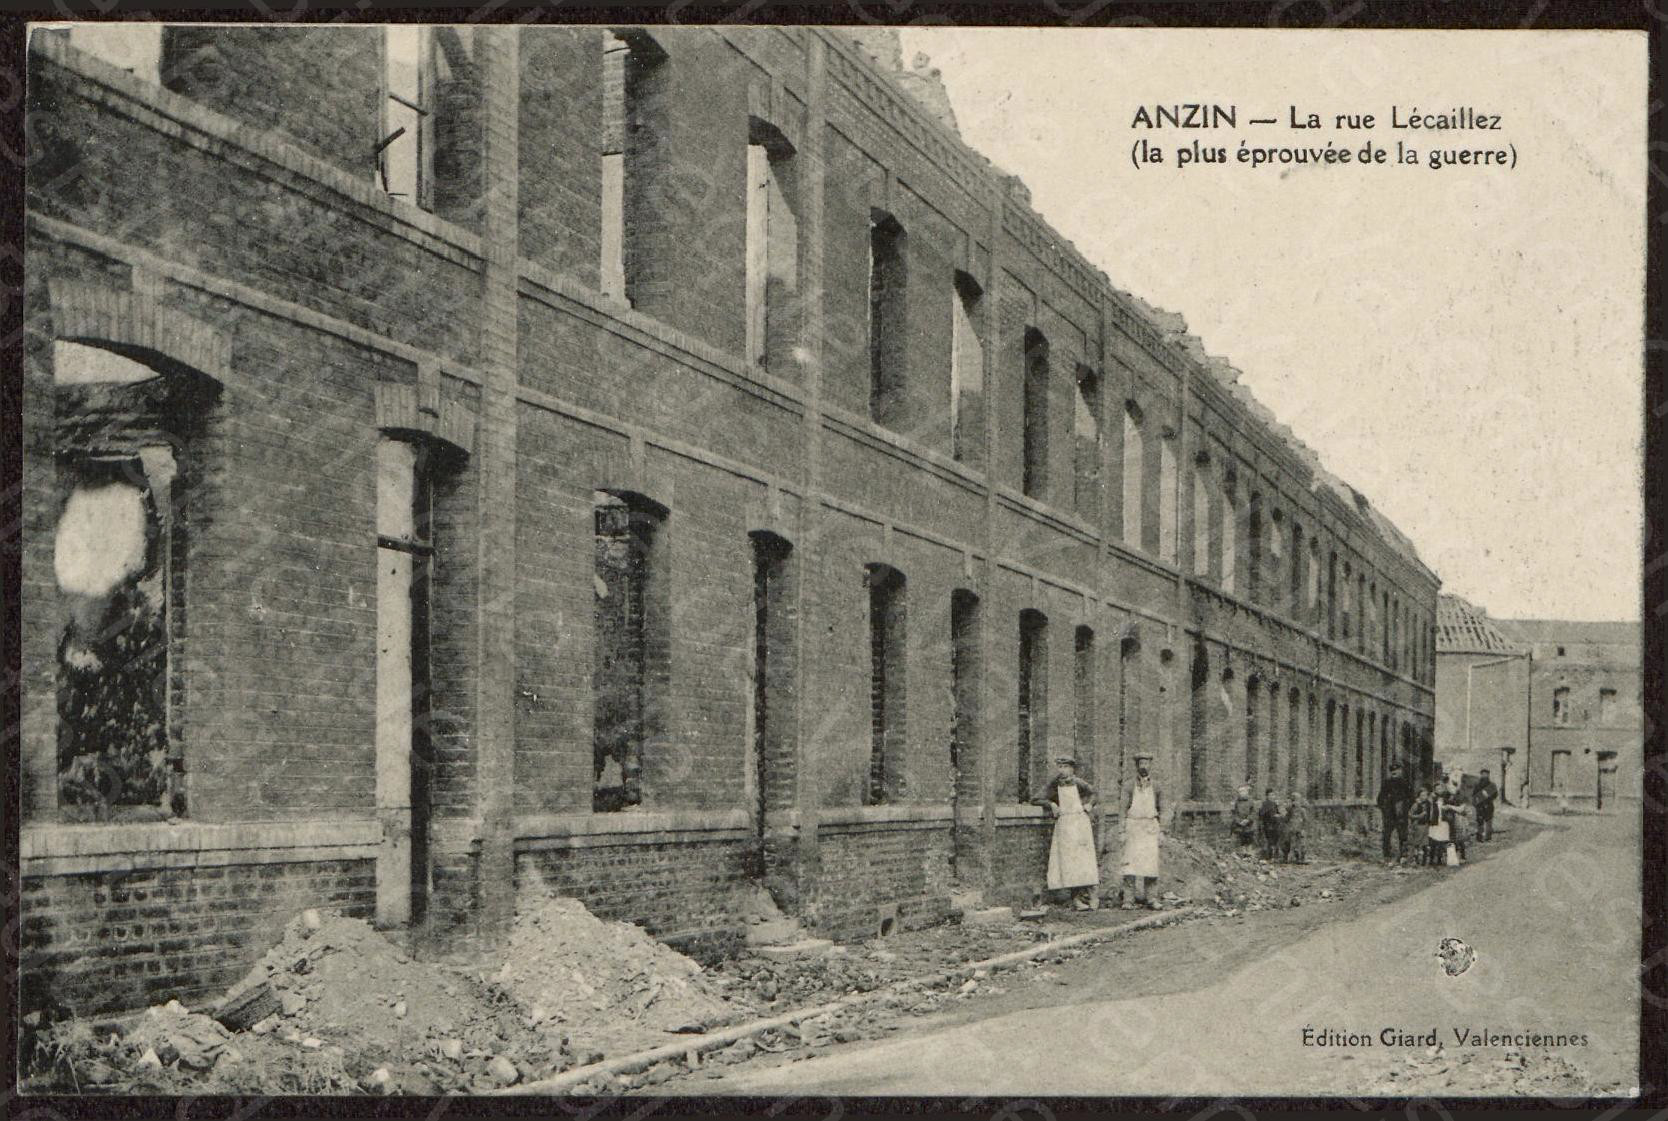 ANZIN — La rue Lécaillez
(la plus éprouvée de la guerre)
Édition Giard, Valenciennes